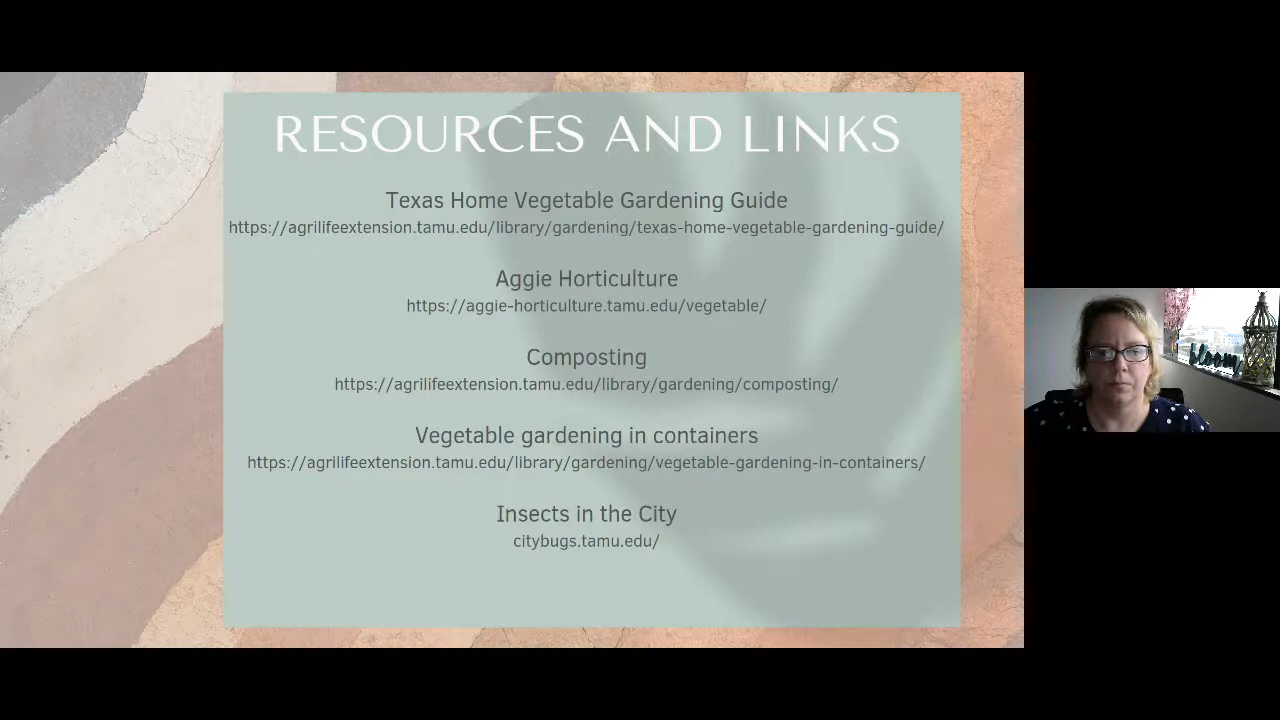 RESOURCES AND LINKS
Texas Home Vegetable Gardening Guide
https://agrilifeextension.tamu.edu/library/gardening/texas-home-vegetable-gardening-guide/
Aggie Horticulture
https://aggie-horticulture.tamu.edu/vegetable/
Composting
https://agrilifeextension.tamu.edu/library/gardening/composting/
Vegetable gardening in containers
https://agrilifeextension.tamu.edu/library/gardening/vegetable-gardening-in-containers/
Insects in the City
citybugs.tamu.edu/